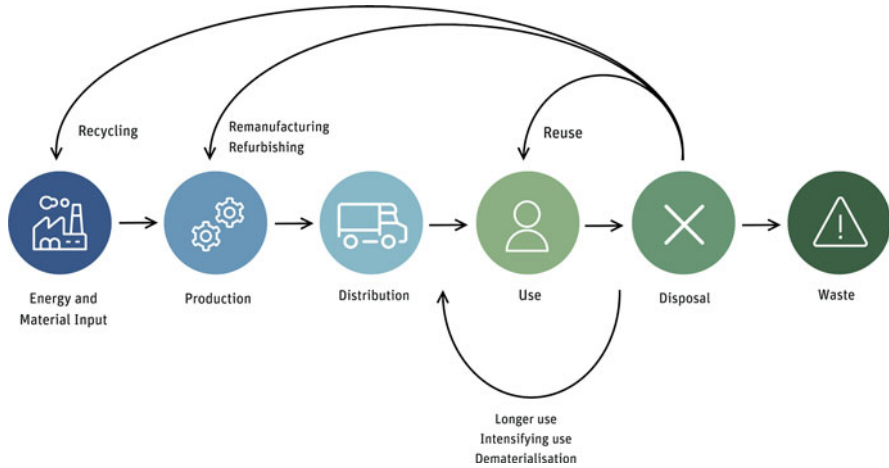 Recycling
Remanufacturing
Refurbishing
Reuse
Energy and
Material Input
Production
Distribution
Use
Disposal
Waste
Longer use
Intensifying use
Dematerialisation